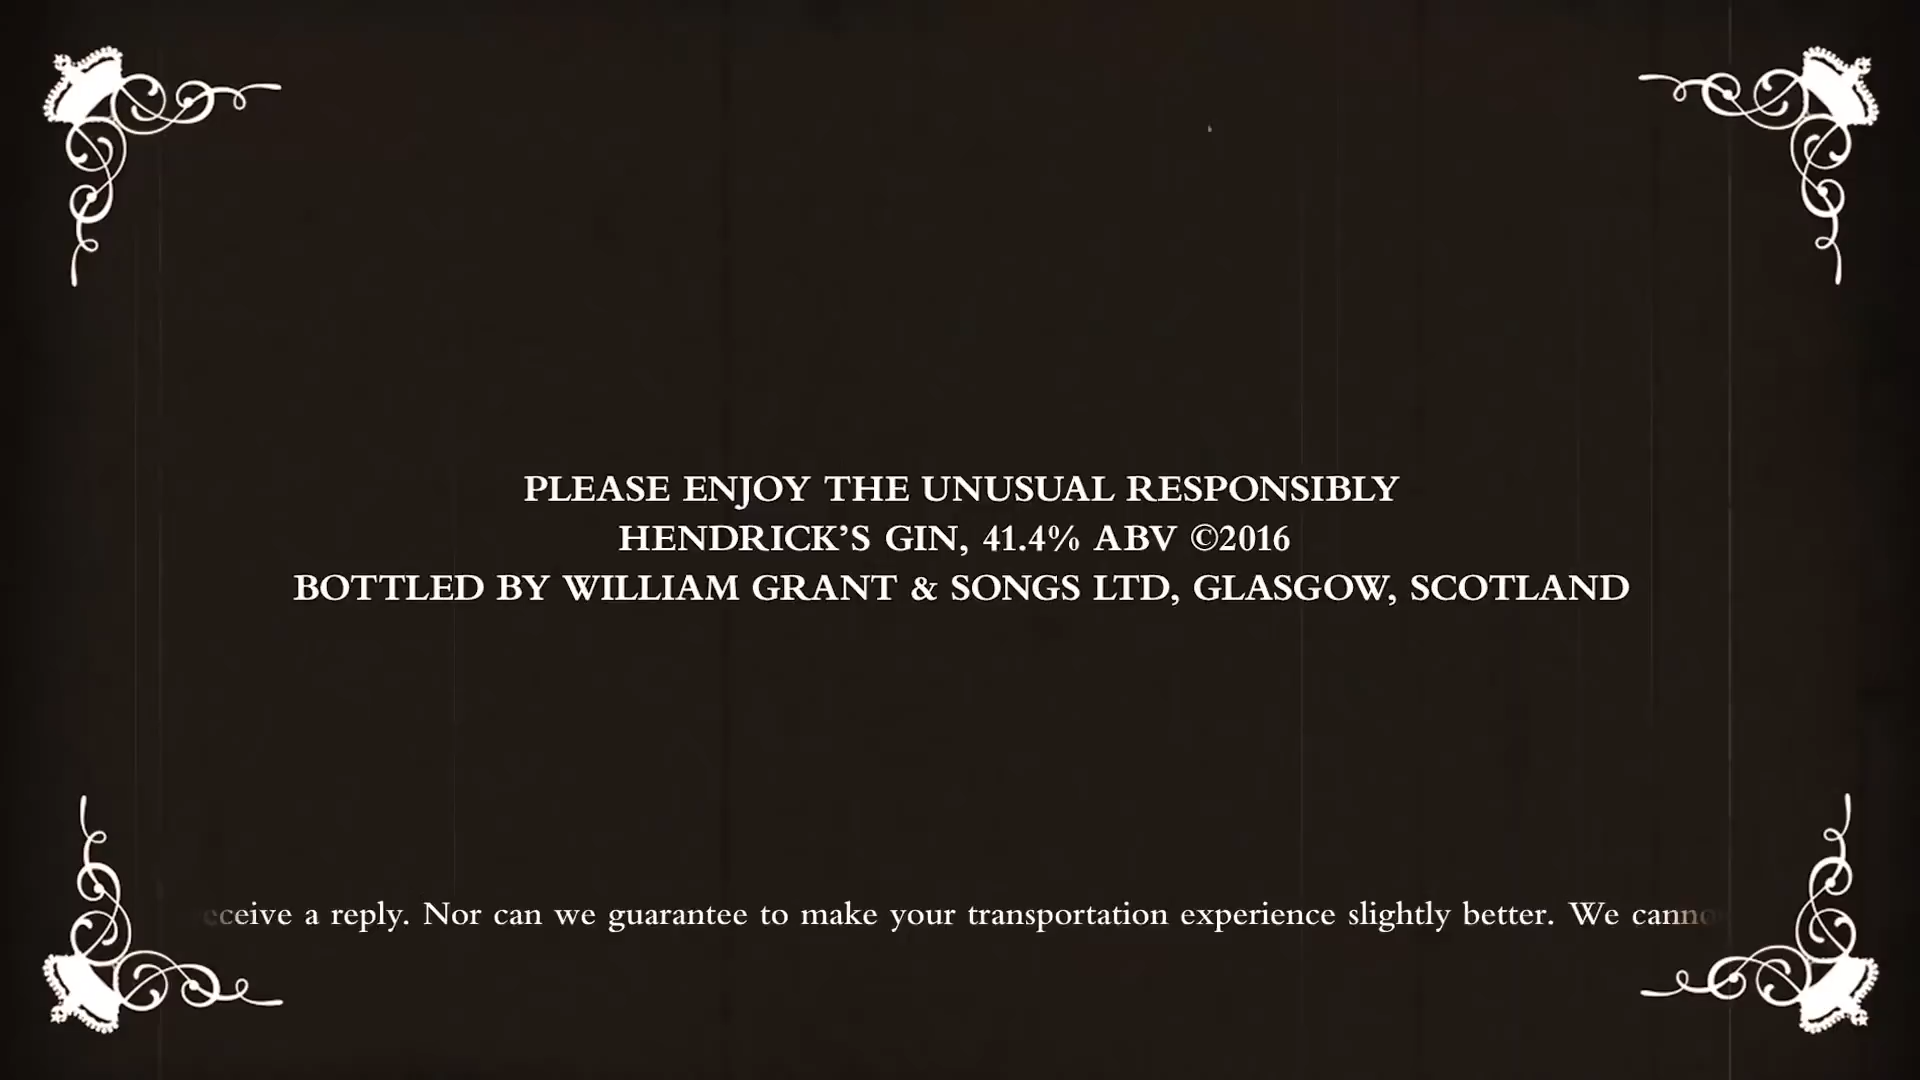 PLEASE ENJOY THE UNUSUAL RESPONSIBLY
HENDRICK’S GIN, 41.4% ABV ©2016
BOTTLED BY WILLIAM GRANT & SONGS LTD, GLASGOW, SCOTLAND
eceive a reply. Nor can we guarantee to make your transportation experience slightly better. We canno